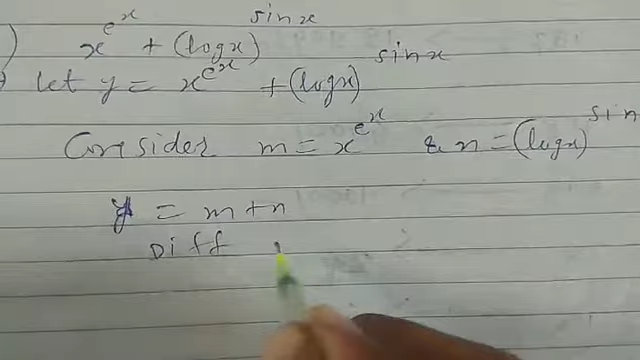 ) x^{e^x} + (log x)^{sin x}
Let y = x^{e^x} + (log x)^{sin x}
Consider m = x^{e^x} & n = (log x)^{sin
y = m + n
Diff